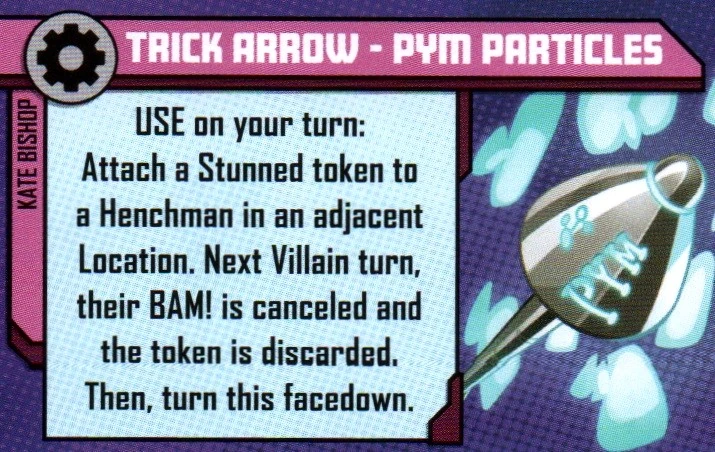 TRICK ARROW - PYM PARTICLES
KATE BISHOP
USE on your turn:
Attach a Stunned token to
a Henchman in an adjacent
Location. Next Villain turn,
their BAM! is canceled and
the token is discarded.
Then, turn this facedown.
PYM